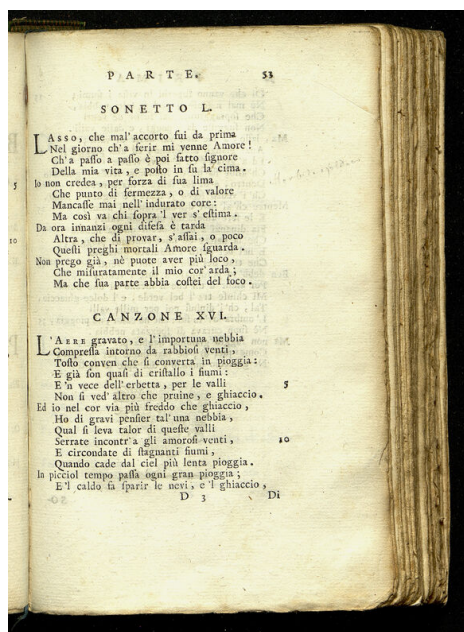 PARTE. 53
SONETTO L.
LASSO, che mal'accorto fui da prima
Nel giorno ch'a ferir mi venne Amore!
Ch'a paſſo a paſſo è poi fatto ſignore
Della mia vita, e poſto in ſu la cima.
5 Io non credea, per forza di ſua lima
Che punto di fermezza, o di valore
Mancaſſe mai nell'indurato core:
Ma così va chi ſopra 'l ver s'eſtima.
Da ora innanzi ogni difeſa è tarda
10 Altra, che di provar, s'aſſai, o poco
Queſti preghi mortali Amore ſguarda.
Non prego già, nè puote aver più loco,
Che miſuratamente il mio cor'arda;
Ma che ſua parte abbia coſtei del foco.
CANZONE XVI.
L'AERE gravato, e l'importuna nebbia
Compreſſa intorno da rabbioſi venti,
Toſto conven che ſi converta in pioggia:
E già ſon quaſi di criſtallo i fiumi:
E 'n vece dell'erbetta, per le valli 5
Non ſi ved'altro che pruine, e ghiaccio.
Ed io nel cor via più freddo che ghiaccio,
Ho di gravi penſier tal'una nebbia,
Qual ſi leva talor di queſte valli
Serrate incontr'a gli amoroſi venti, 10
E circondate di ſtagnanti fiumi,
Quando cade dal ciel più lenta pioggia.
In picciol tempo paſſa ogni gran pioggia;
E 'l caldo fa ſparir le nevi, e 'l ghiaccio,
D 3 Di